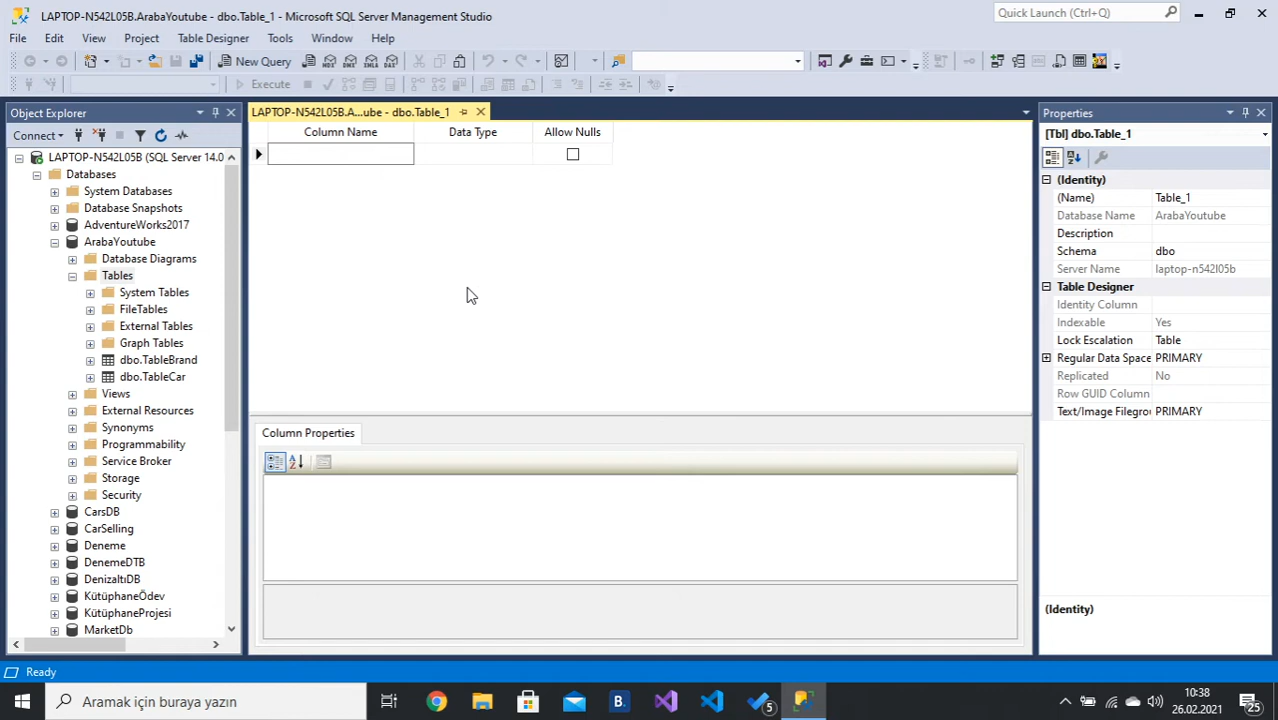 LAPTOP-N542L05B.ArabaYoutube - dbo.Table_1 - Microsoft SQL Server Management Studio
Quick Launch (Ctrl+Q)
File Edit View Project Table Designer Tools Window Help
New Query
Execute
Object Explorer
LAPTOP-N542L05B.A...ube - dbo.Table_1
Properties
Connect
Column Name Data Type Allow Nulls
[Tbl] dbo.Table_1
LAPTOP-N542L05B (SQL Server 14.0
Databases
System Databases
Database Snapshots
AdventureWorks2017
ArabaYoutube
Database Diagrams
Tables
System Tables
FileTables
External Tables
Graph Tables
dbo.TableBrand
dbo.TableCar
Views
External Resources
Synonyms
Programmability
Service Broker
Storage
Security
CarsDB
CarSelling
Deneme
DenemeDTB
DenizaltıDB
KütüphaneÖdev
KütüphaneProjesi
MarketDb
Column Properties
(Identity)
(Name) Table_1
Database Name ArabaYoutube
Description
Schema dbo
Server Name laptop-n542l05b
Table Designer
Identity Column
Indexable Yes
Lock Escalation Table
Regular Data Space PRIMARY
Replicated No
Row GUID Column
Text/Image Filegro PRIMARY
(Identity)
Ready
Aramak için buraya yazın
B.
5
10:38
26.02.2021
25